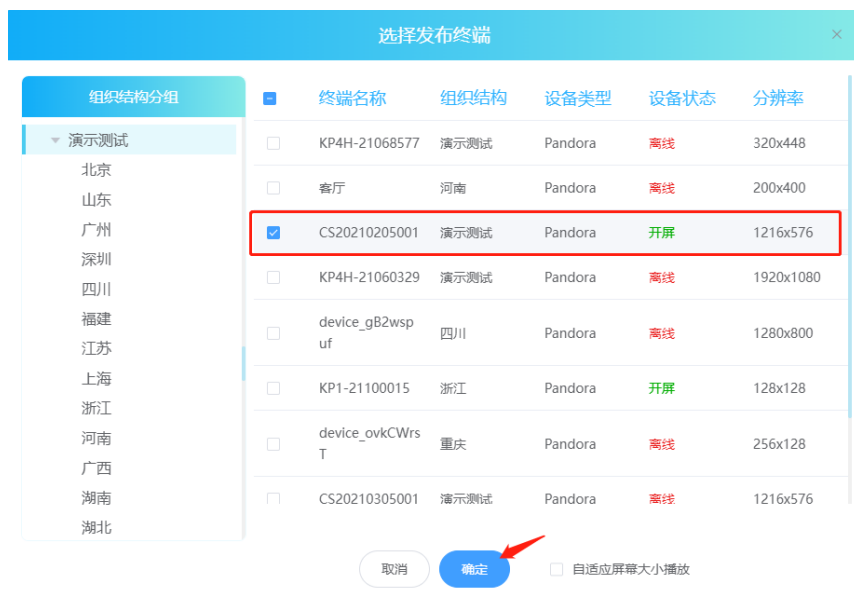 选择发布终端
组织结构分组
演示测试
北京
山东
广州
深圳
四川
福建
江苏
上海
浙江
河南
广西
湖南
湖北
终端名称 组织结构 设备类型 设备状态 分辨率
KP4H-21068577 演示测试 Pandora 离线 320x448
客厅 河南 Pandora 离线 200x400
CS20210205001 演示测试 Pandora 开屏 1216x576
KP4H-21060329 演示测试 Pandora 离线 1920x1080
device_gB2wsp
uf 四川 Pandora 离线 1280x800
KP1-21100015 浙江 Pandora 开屏 128x128
device_ovkCWrs
T 重庆 Pandora 离线 256x128
CS20210305001 演示测试 Pandora 离线 1216x576
取消 确定 自适应屏幕大小播放